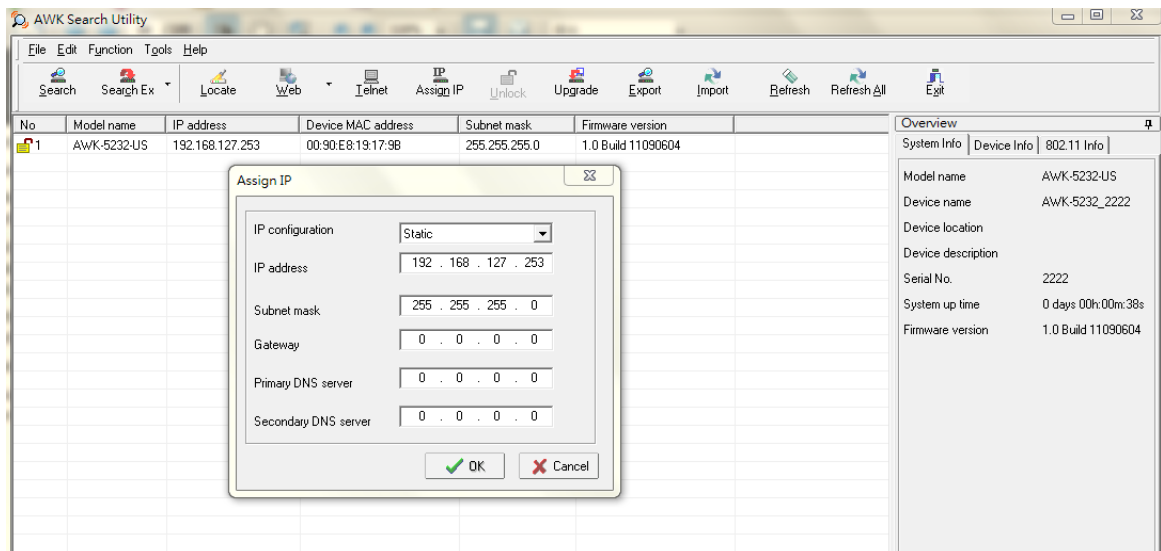 AWK Search Utility
File Edit Function Tools Help
Search Search Ex Locate Web Telnet Assign IP Unlock Upgrade Export Import Refresh Refresh All Exit
No Model name IP address Device MAC address Subnet mask Firmware version
1 AWK-5232-US 192.168.127.253 00:90:E8:19:17:9B 255.255.255.0 1.0 Build 11090604
Assign IP
IP configuration Static
IP address 192 . 168 . 127 . 253
Subnet mask 255 . 255 . 255 . 0
Gateway 0 . 0 . 0 . 0
Primary DNS server 0 . 0 . 0 . 0
Secondary DNS server 0 . 0 . 0 . 0
OK Cancel
Overview
System Info Device Info 802.11 Info
Model name AWK-5232-US
Device name AWK-5232_2222
Device location
Device description
Serial No. 2222
System up time 0 days 00h:00m:38s
Firmware version 1.0 Build 11090604